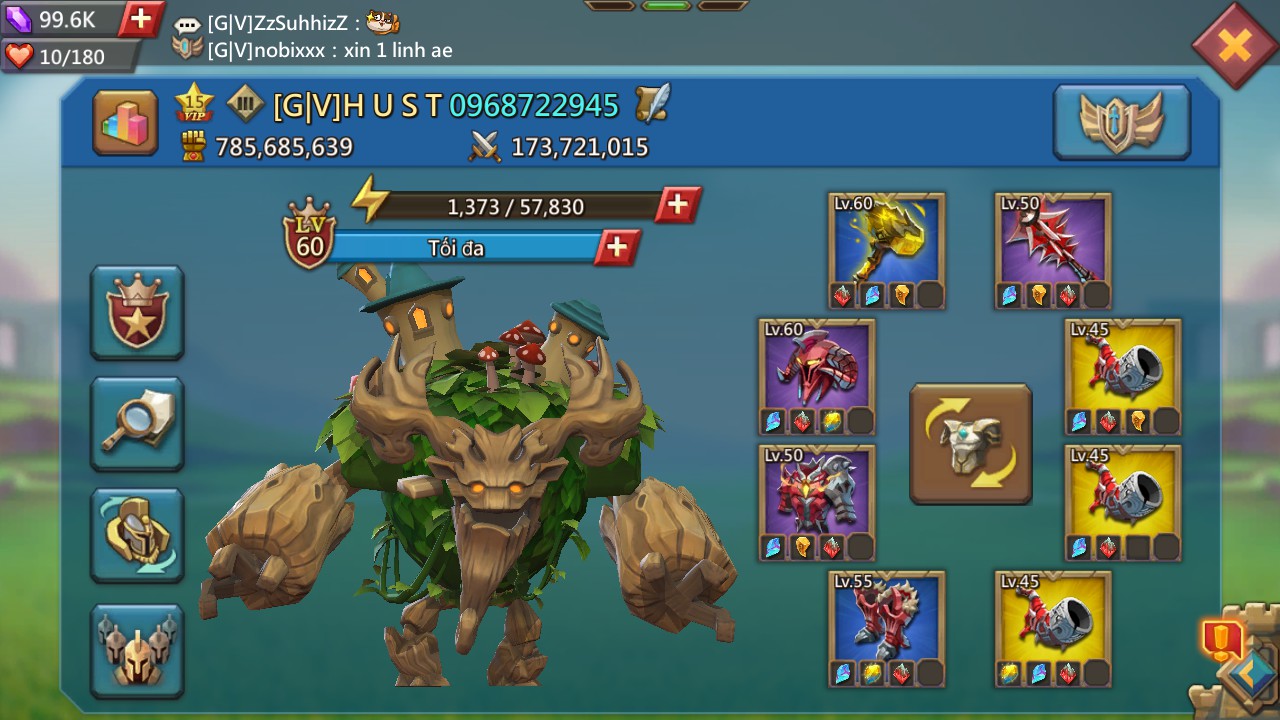 99.6K
[G|V]ZzSuhhizZ :
10/180
[G|V]nobixxx : xin 1 linh ae
15
VIP
III
[G|V]H U S T 0968722945
785,685,639
173,721,015
1,373 / 57,830
LV
60
Tối đa
Lv.60
Lv.50
Lv.60
Lv.45
Lv.50
Lv.45
Lv.55
Lv.45